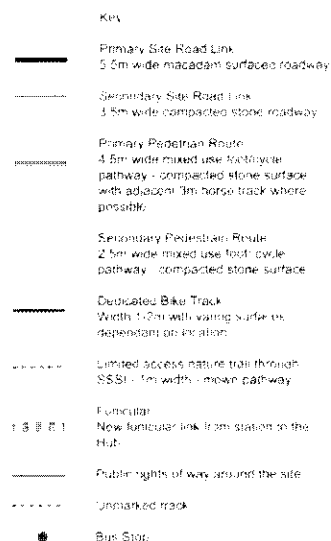 Key
Primary Site Road Link
5.5m wide macadam surfaced roadway
Secondary Site Road Link
3.5m wide compacted stone roadway
Primary Pedestrian Route
4.5m wide mixed use foot/cycle
pathway - compacted stone surface
with adjacent 3m horse track where
possible
Secondary Pedestrain Route
2.5m wide mixed use foot/ cycle
pathway - compacted stone surface
Dedicated Bike Track
Width 1-2m with varing surfaces
dependant on location
Limited access nature trail through
SSSI - 1m width - mown pathway
Funicular
New funicular link from station to the
Hub
Public rights of way around the site
Unmarked track
Bus Stop